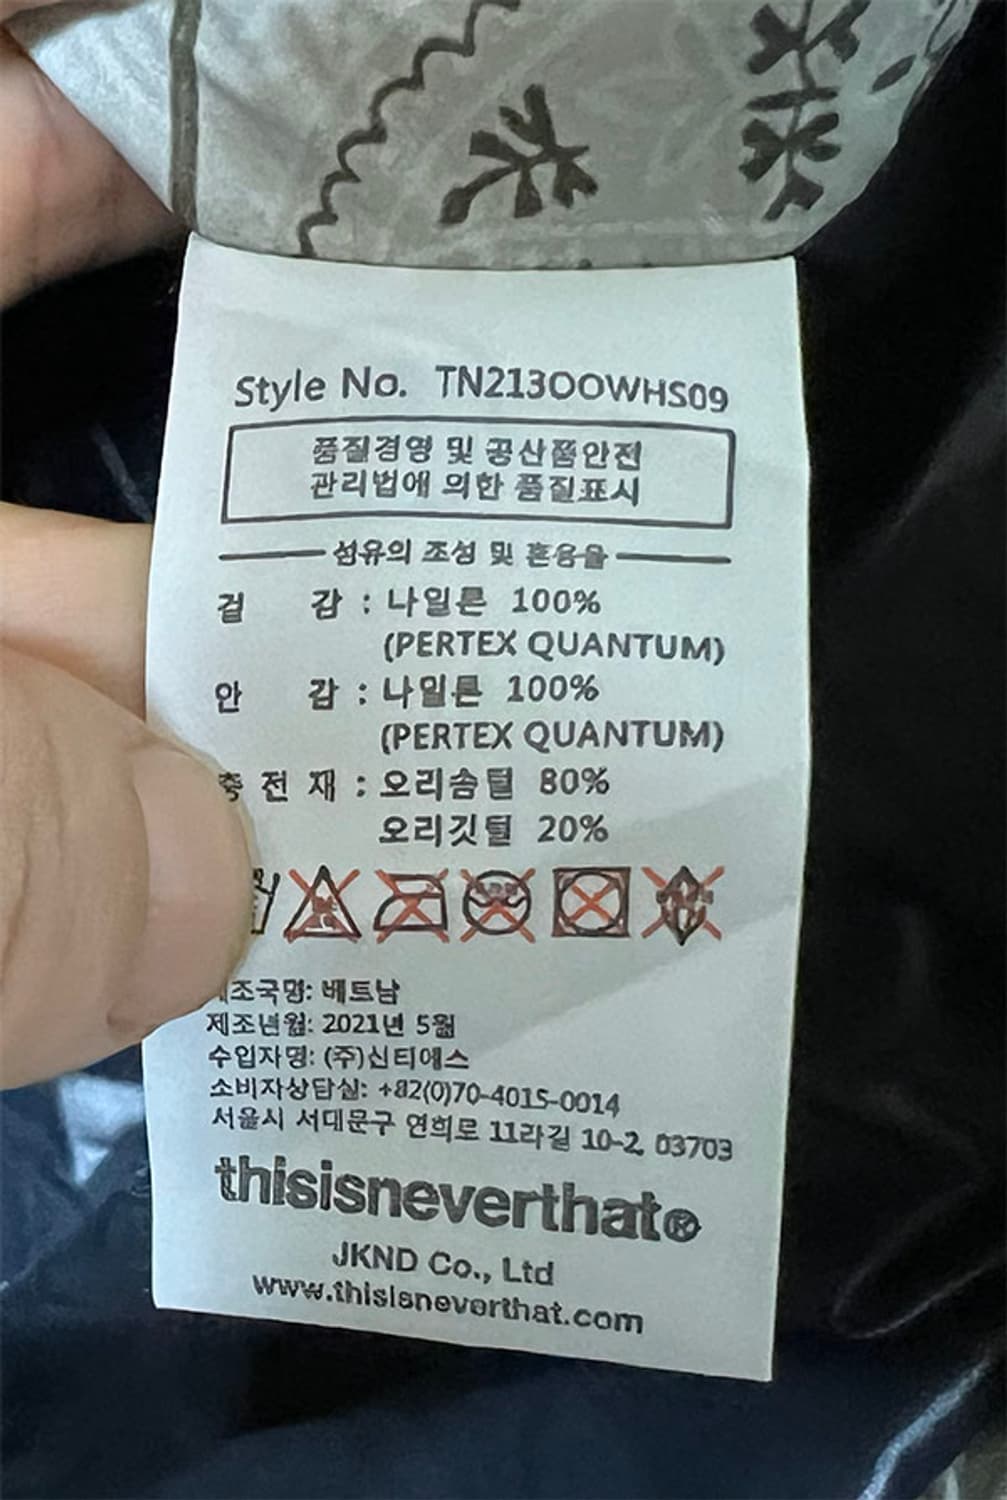 Style No. TN213OOWHS09
품질경영 및 공산품안전
관리법에 의한 품질표시
섬유의 조성 및 혼용율
겉 감 : 나일론 100%
(PERTEX QUANTUM)
안 감 : 나일론 100%
(PERTEX QUANTUM)
충 전 재 : 오리솜털 80%
오리깃털 20%
제조국명: 베트남
제조년월: 2021년 5월
수입자명: (주)신티에스
소비자상담실: +82(0)70-4015-0014
서울시 서대문구 연희로 11라길 10-2, 03703
thisisneverthat®
JKND Co., Ltd
www.thisisneverthat.com